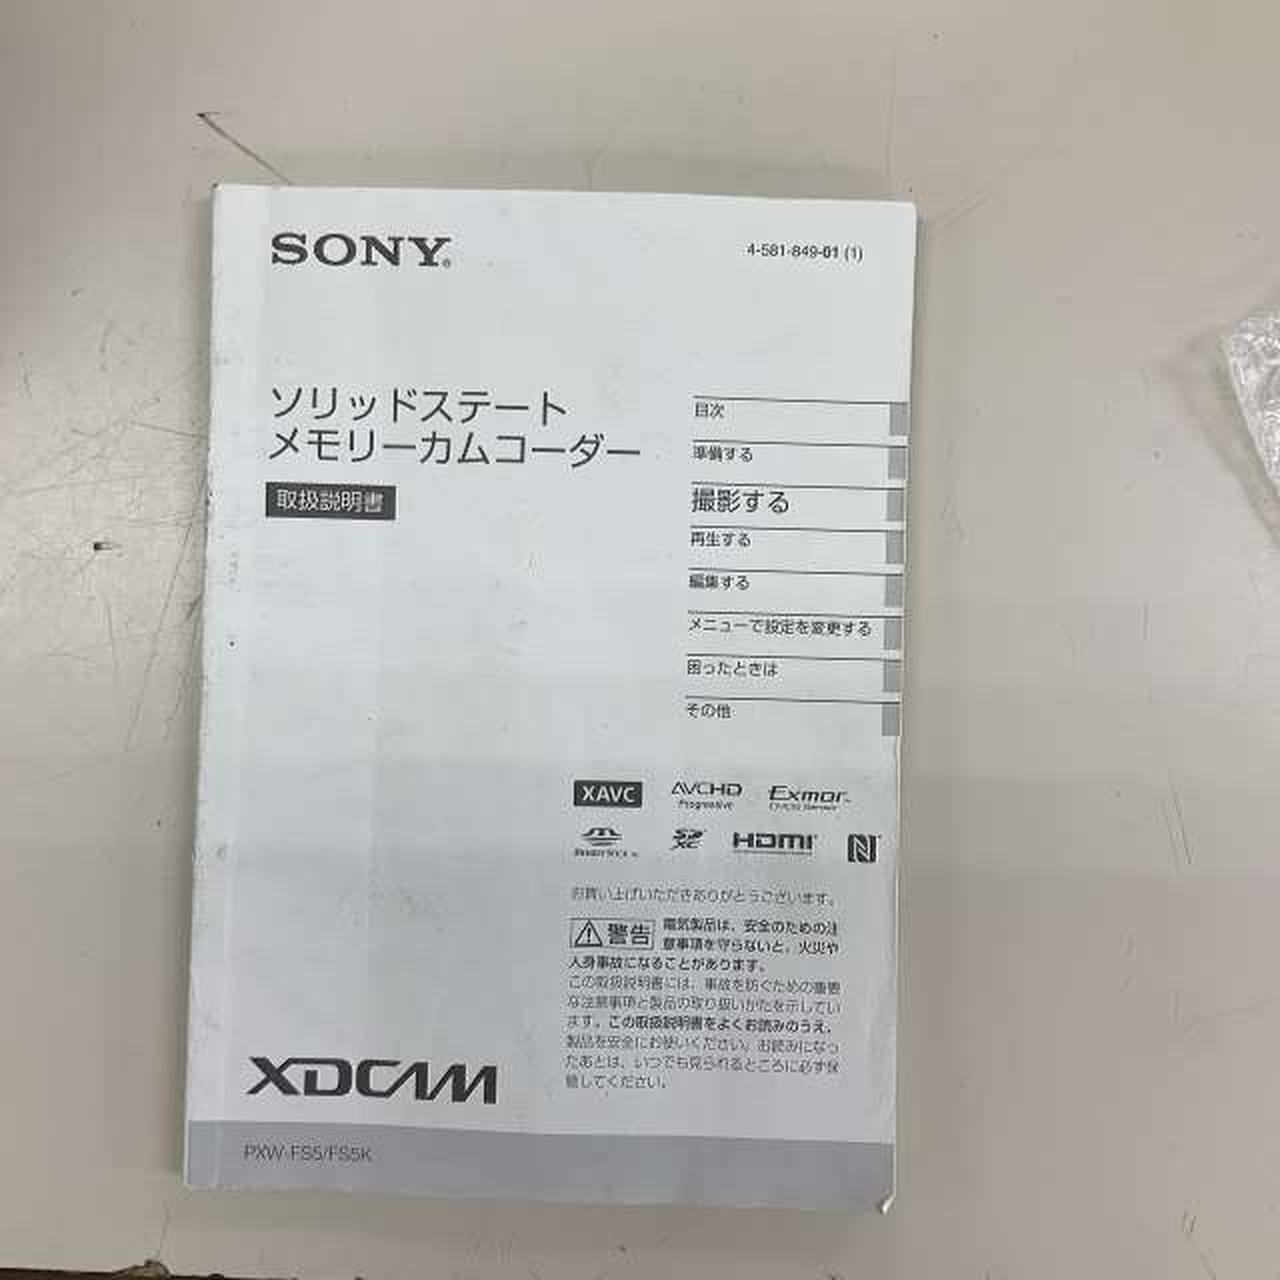 SONY®
4-581-849-01 (1)
ソリッドステート
メモリーカムコーダー
取扱説明書
目次
準備する
撮影する
再生する
編集する
メニューで設定を変更する
困ったときは
その他
XAVC
AVCHD
Progressive
Exmor™
CMOS Sensor
SD
XC
HDMI
お買い上げいただきありがとうございます。
警告
電気製品は、安全のための注
意事項を守らないと、火災や
人身事故になることがあります。
この取扱説明書には、事故を防ぐための重要
な注意事項と製品の取り扱いかたを示してい
ます。この取扱説明書をよくお読みのうえ、
製品を安全にお使いください。お読みになっ
たあとは、いつでも見られるところに必ず保
管してください。
XDCAM
PXW-FS5/FS5K